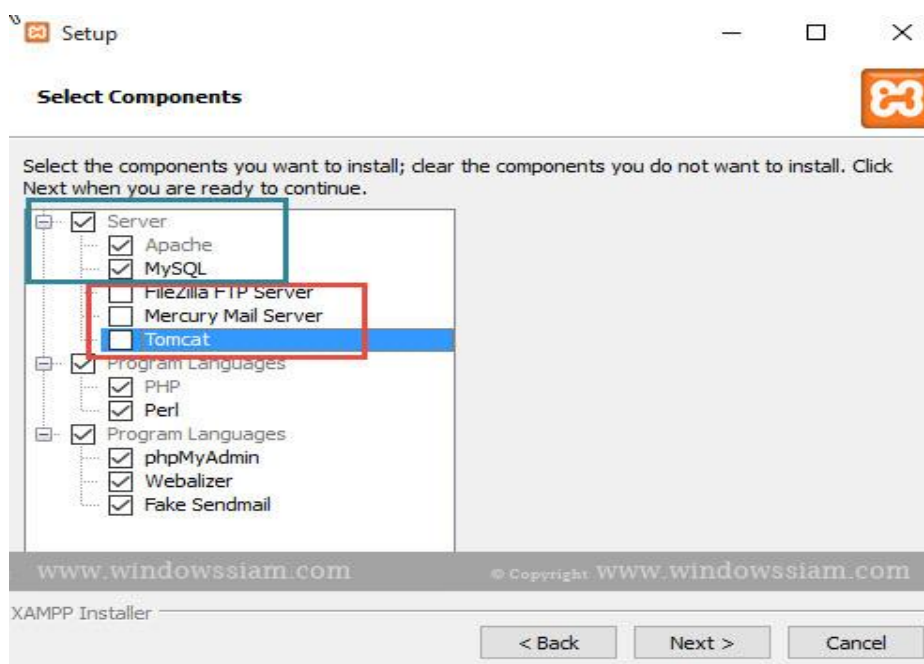 Setup
Select Components
Select the components you want to install; clear the components you do not want to install. Click
Next when you are ready to continue.
Server
Apache
MySQL
FileZilla FTP Server
Mercury Mail Server
Tomcat
Program Languages
PHP
Perl
Program Languages
phpMyAdmin
Webalizer
Fake Sendmail
www.windowssiam.com © Copyright www.windowssiam.com
XAMPP Installer
< Back Next > Cancel